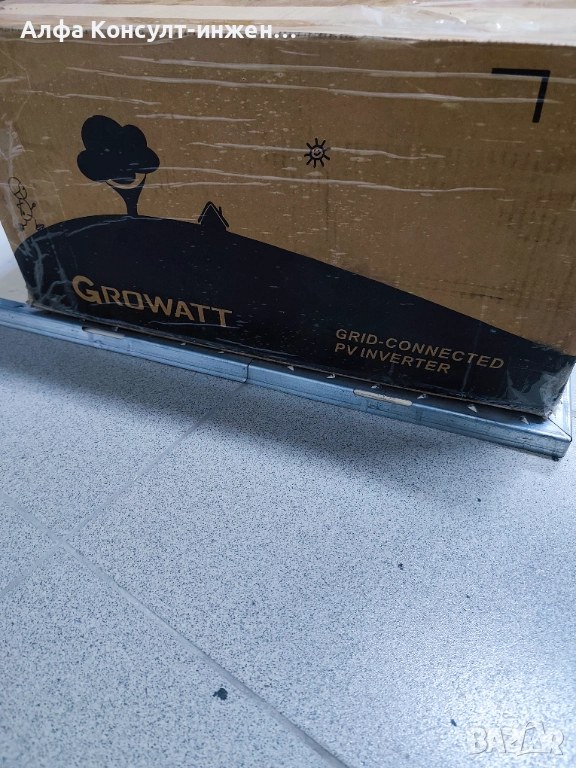 Алфа Консулт-инжен...
GROWATT
GRID-CONNECTED
PV INVERTER
BAZAR